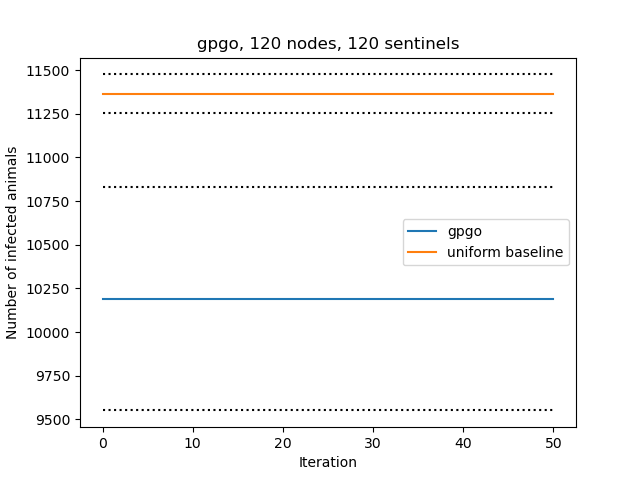 gpgo, 120 nodes, 120 sentinels
Number of infected animals
11500
11250
11000
10750
10500
10250
10000
9750
9500
gpgo
uniform baseline
0 10 20 30 40 50
Iteration